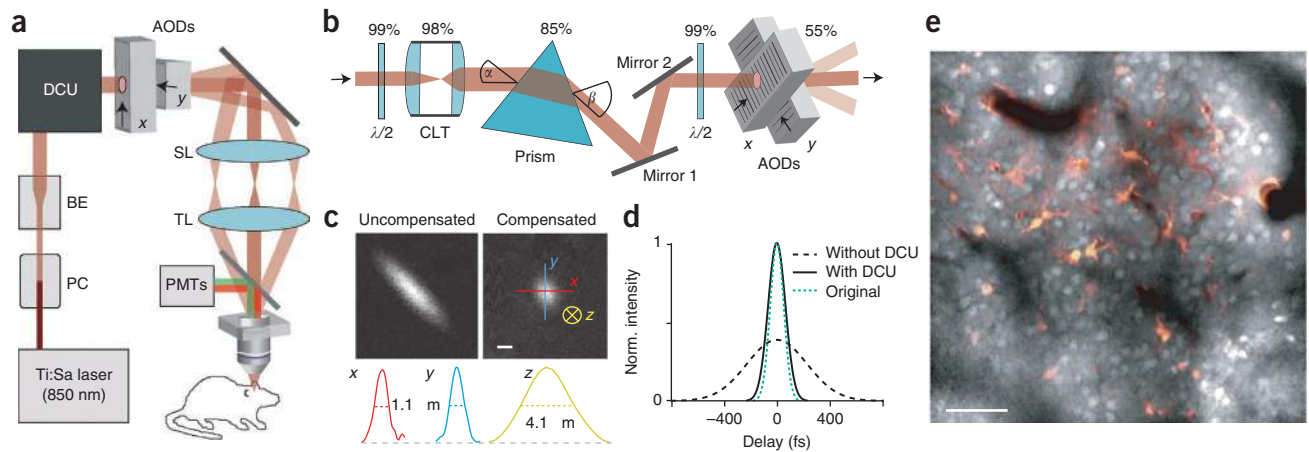 a
AODs
DCU
x
y
SL
BE
TL
PC
PMTs
Ti:Sa laser
(850 nm)
b
99%
98%
85%
99%
55%
Mirror 2
α
β
λ/2
CLT
Prism
Mirror 1
λ/2
x
y
AODs
c
Uncompensated
Compensated
y
x
z
x
1.1
y
m
z
4.1
m
d
1
Norm. intensity
0
−400
0
400
Delay (fs)
Without DCU
With DCU
Original
e